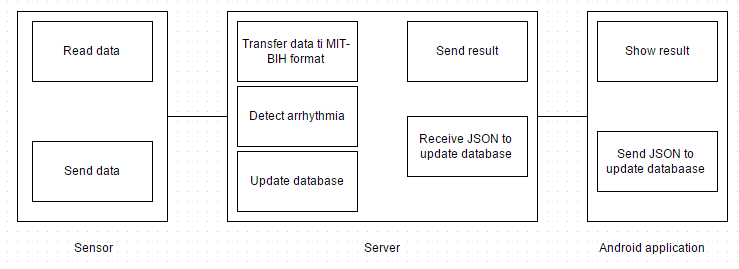 Read data
Send data
Sensor
Transfer data ti MIT-
BIH format
Detect arrhythmia
Update database
Send result
Receive JSON to
update database
Server
Show result
Send JSON to
update databaase
Android application